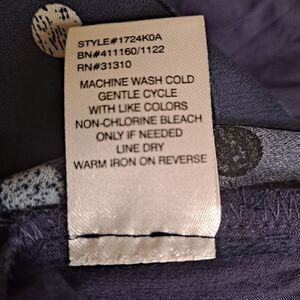 STYLE#1724K0A
BN#411160/1122
RN#31310
MACHINE WASH COLD
GENTLE CYCLE
WITH LIKE COLORS
NON-CHLORINE BLEACH
ONLY IF NEEDED
LINE DRY
WARM IRON ON REVERSE